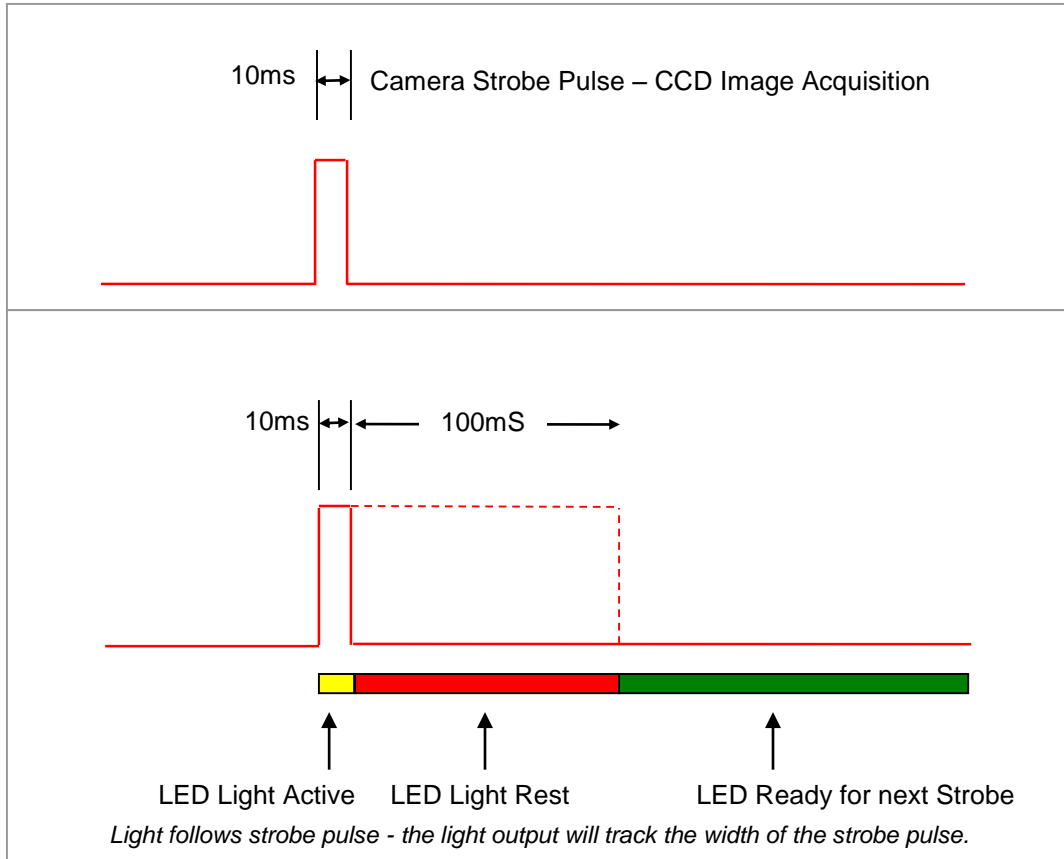 10ms Camera Strobe Pulse – CCD Image Acquisition
10ms 100mS
LED Light Active LED Light Rest LED Ready for next Strobe
Light follows strobe pulse - the light output will track the width of the strobe pulse.